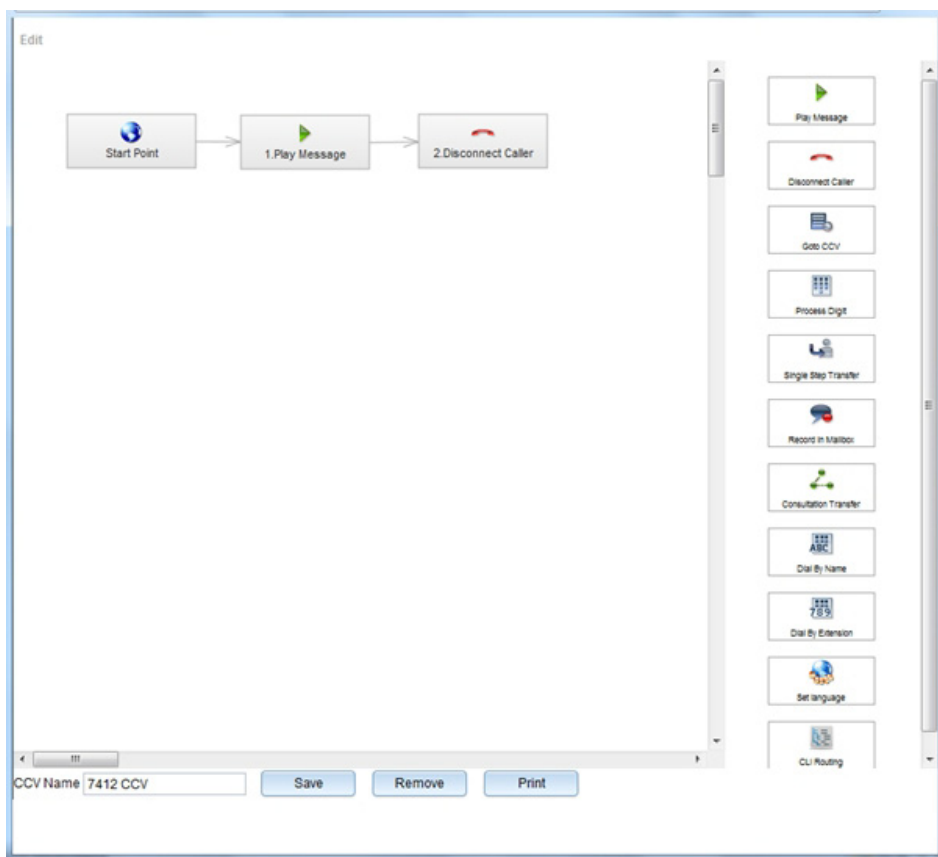 Edit
Start Point
1.Play Message
2.Disconnect Caller
Play Message
Disconnect Caller
Goto CCV
Process Digit
Single Step Transfer
Record in Mailbox
Consultation Transfer
ABC
Dial By Name
789
Dial By Extension
Set language
CLI Routing
CCV Name 7412 CCV Save Remove Print